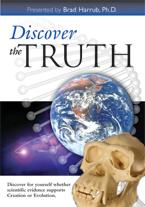 Presented by Brad Harrub, Ph.D.
Discover
the TRUTH
Discover for yourself whether
scientific evidence supports
Creation or Evolution.